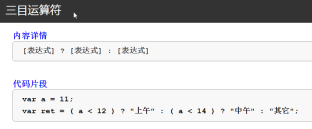 三目运算符
内容详情
[表达式] ? [表达式] : [表达式]
代码片段
var a = 11;
var ret = ( a < 12 ) ? "上午" : ( a < 14 ) ? "中午" : "其它";